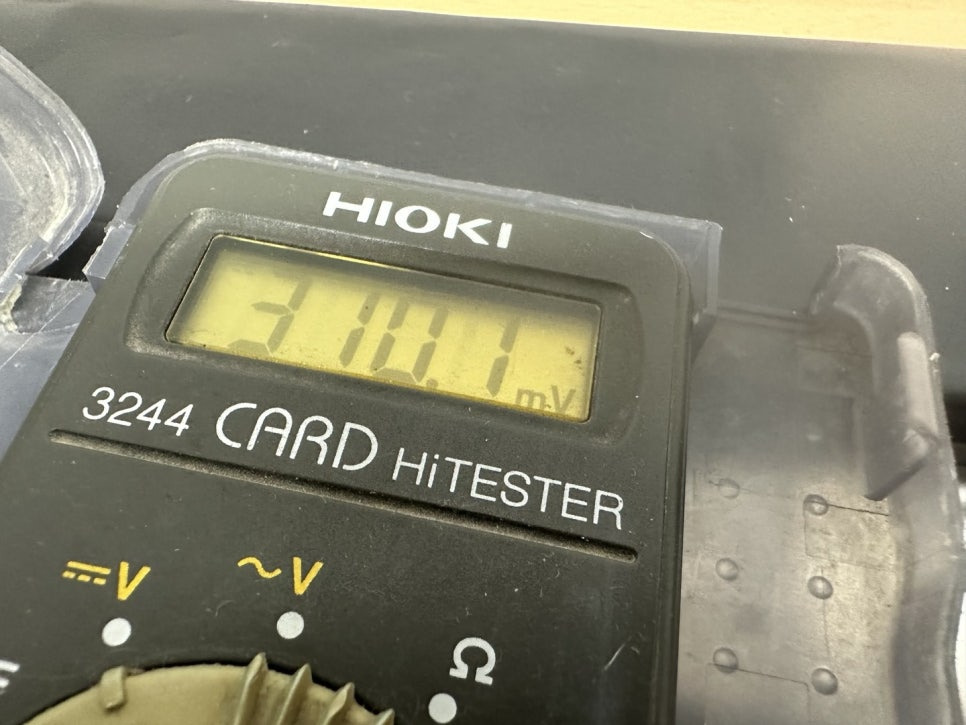 HIOKI
310.1 mV
3244 CARD HiTESTER
V ~V
Ω